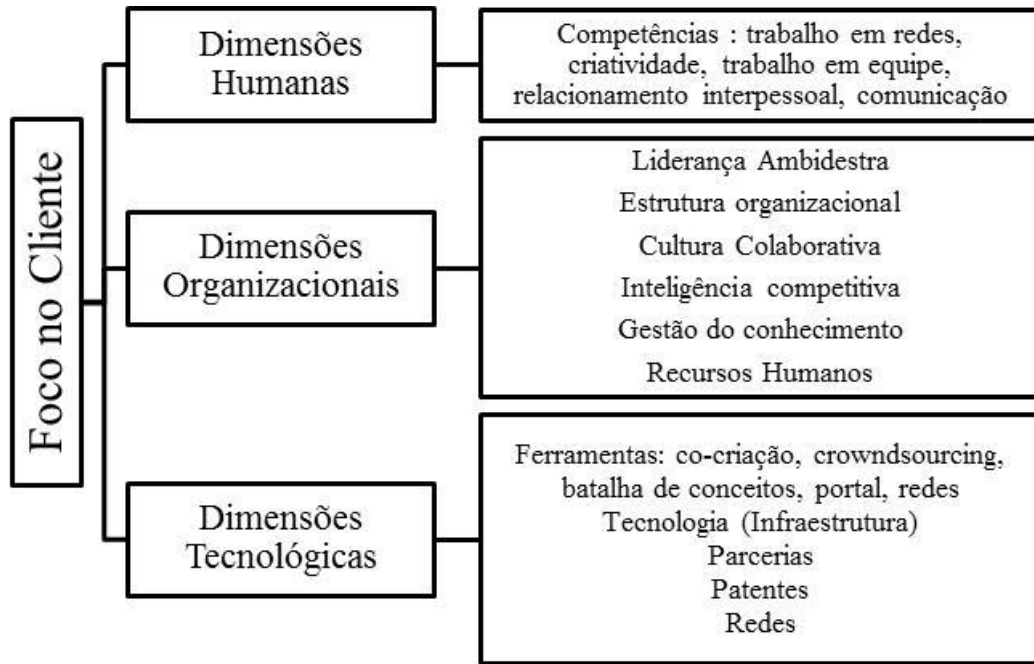 Foco no Cliente
Dimensões
Humanas
Competências : trabalho em redes,
criatividade, trabalho em equipe,
relacionamento interpessoal, comunicação
Dimensões
Organizacionais
Liderança Ambidestra
Estrutura organizacional
Cultura Colaborativa
Inteligência competitiva
Gestão do conhecimento
Recursos Humanos
Dimensões
Tecnológicas
Ferramentas: co-criação, crowndsourcing,
batalha de conceitos, portal, redes
Tecnologia (Infraestrutura)
Parcerias
Patentes
Redes